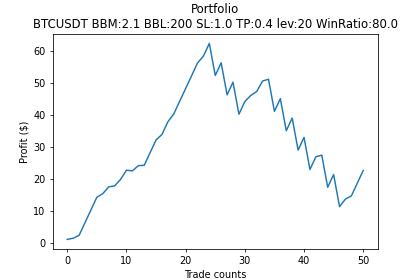 Portfolio
BTCUSDT BBM:2.1 BBL:200 SL:1.0 TP:0.4 lev:20 WinRatio:80.0
60
50
40
30
20
10
0
Profit ($)
0 10 20 30 40 50
Trade counts